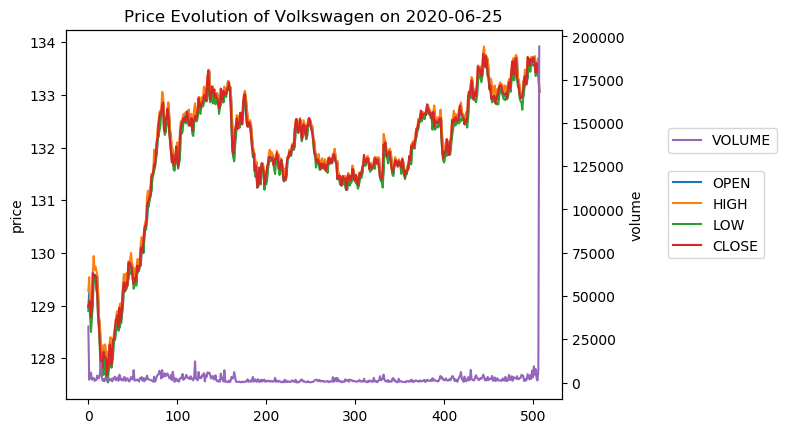 Price Evolution of Volkswagen on 2020-06-25
134
133
132
131
130
129
128
price
0
100
200
300
400
500
200000
175000
150000
125000
100000
75000
50000
25000
0
volume
VOLUME
OPEN
HIGH
LOW
CLOSE